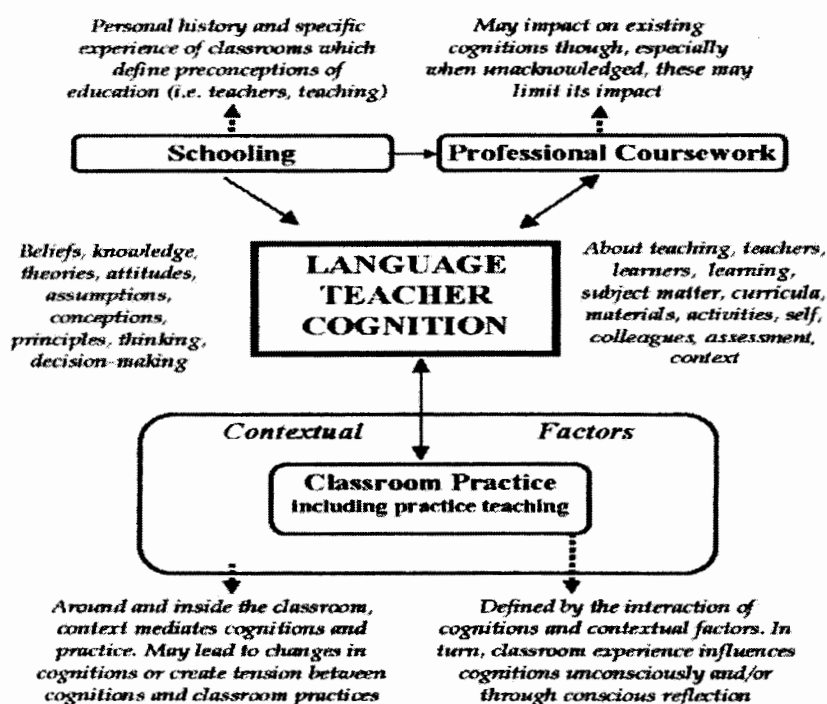 Personal history and specific
experience of classrooms which
define preconceptions of
education (i.e. teachers, teaching)
May impact on existing
cognitions though, especially
when unacknowledged, these may
limit its impact
Schooling
Professional Coursework
Beliefs, knowledge,
theories, attitudes,
assumptions,
conceptions,
principles, thinking,
decision-making
LANGUAGE
TEACHER
COGNITION
About teaching, teachers,
learners, learning,
subject matter, curricula,
materials, activities, self,
colleagues, assessment,
context
Contextual Factors
Classroom Practice
including practice teaching
Around and inside the classroom,
context mediates cognitions and
practice. May lead to changes in
cognitions or create tension between
cognitions and classroom practices
Defined by the interaction of
cognitions and contextual factors. In
turn, classroom experience influences
cognitions unconsciously and/or
through conscious reflection